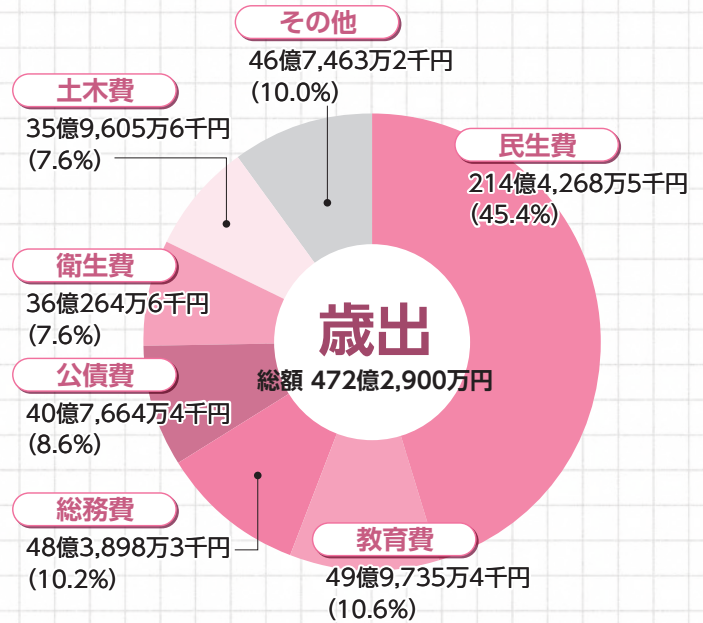 その他
46億7,463万2千円
(10.0%)
土木費
35億9,605万6千円
(7.6%)
民生費
214億4,268万5千円
(45.4%)
衛生費
36億264万6千円
(7.6%)
歳出
総額 472億2,900万円
公債費
40億7,664万4千円
(8.6%)
総務費
48億3,898万3千円
(10.2%)
教育費
49億9,735万4千円
(10.6%)